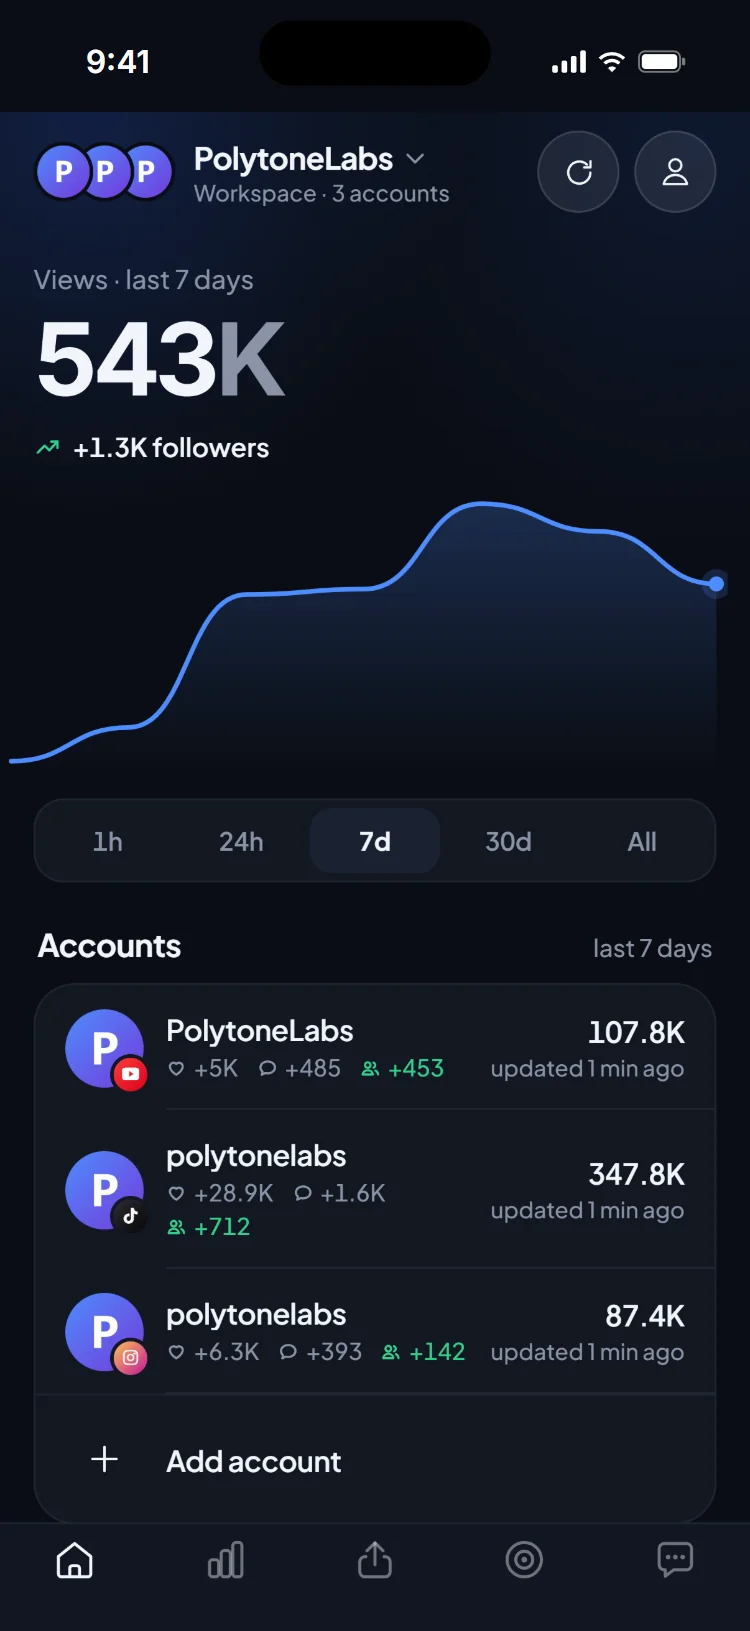 9:41
P P P
PolytoneLabs
Workspace · 3 accounts
Views · last 7 days
543K
+1.3K followers
1h 24h 7d 30d All
Accounts last 7 days
P
PolytoneLabs 107.8K
+5K +485 +453 updated 1 min ago
P
polytonelabs 347.8K
+28.9K +1.6K updated 1 min ago
+712
P
polytonelabs 87.4K
+6.3K +393 +142 updated 1 min ago
Add account